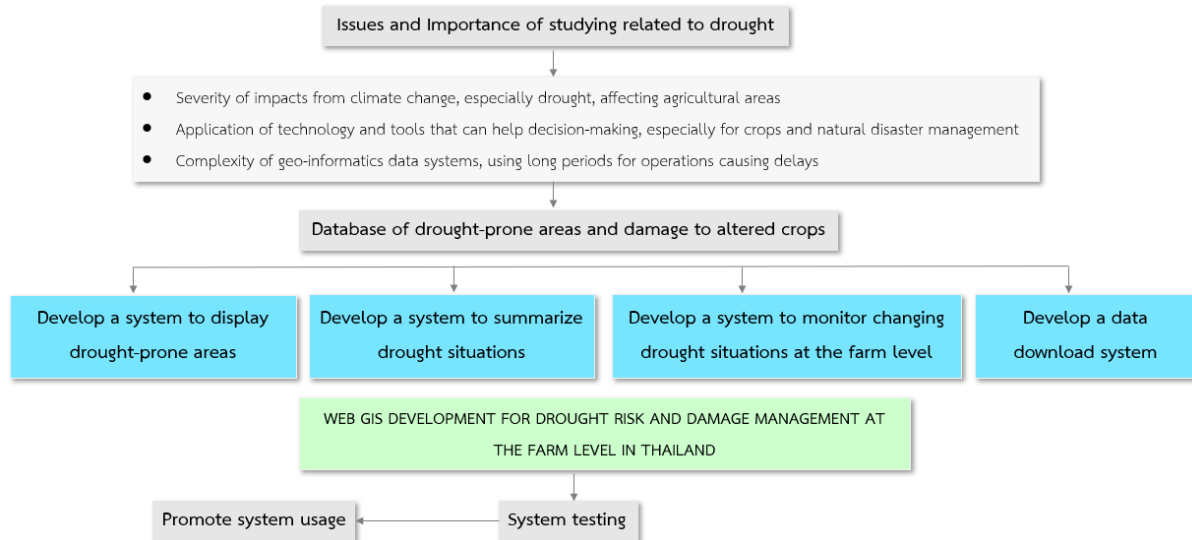 Issues and Importance of studying related to drought
● Severity of impacts from climate change, especially drought, affecting agricultural areas
● Application of technology and tools that can help decision-making, especially for crops and natural disaster management
● Complexity of geo-informatics data systems, using long periods for operations causing delays
Database of drought-prone areas and damage to altered crops
Develop a system to display
drought-prone areas
Develop a system to summarize
drought situations
Develop a system to monitor changing
drought situations at the farm level
Develop a data
download system
WEB GIS DEVELOPMENT FOR DROUGHT RISK AND DAMAGE MANAGEMENT AT
THE FARM LEVEL IN THAILAND
Promote system usage
System testing